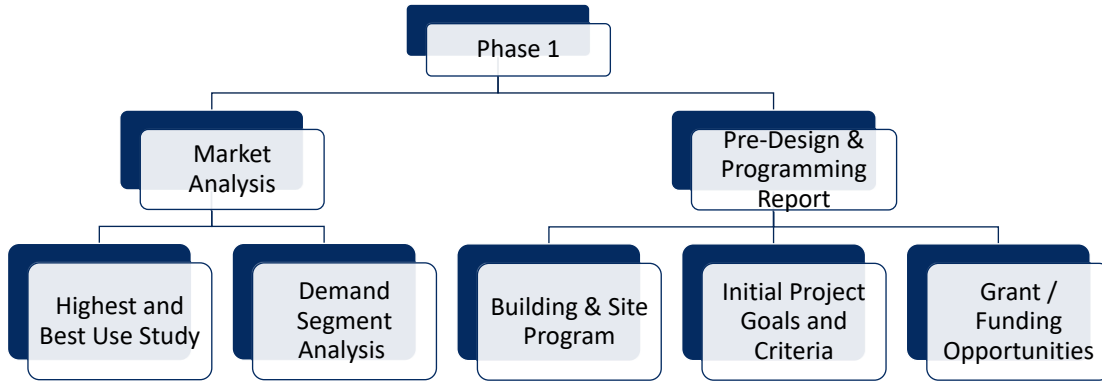 Phase 1
Market
Analysis
Pre-Design &
Programming
Report
Highest and
Best Use Study
Demand
Segment
Analysis
Building & Site
Program
Initial Project
Goals and
Criteria
Grant /
Funding
Opportunities